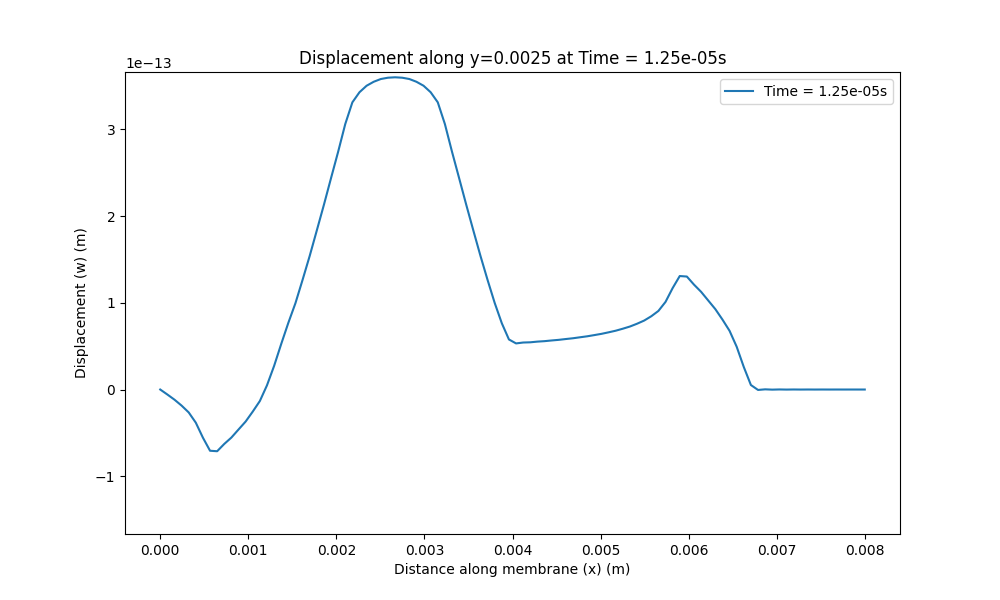 Displacement along y=0.0025 at Time = 1.25e-05s
1e−13
Time = 1.25e-05s
3
2
1
0
−1
Displacement (w) (m)
0.000 0.001 0.002 0.003 0.004 0.005 0.006 0.007 0.008
Distance along membrane (x) (m)